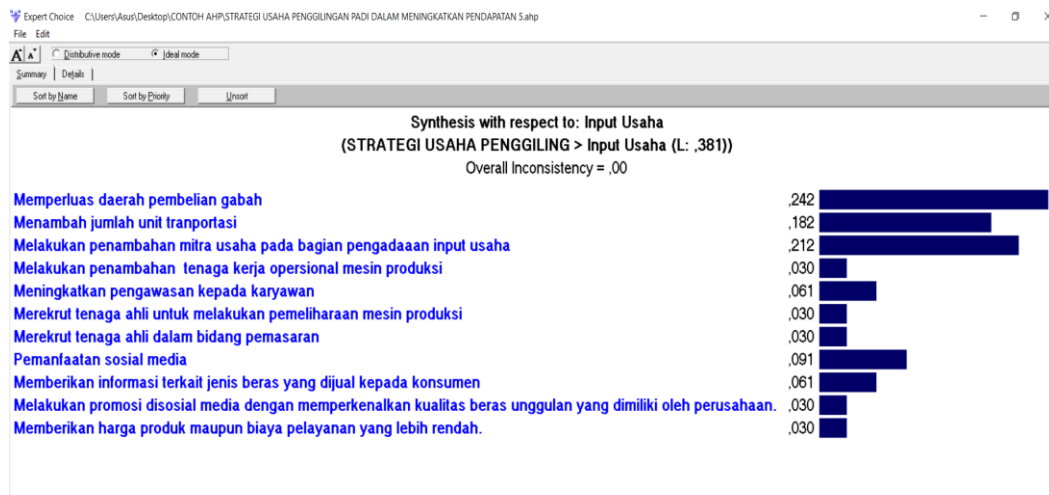 Expert Choice C:\Users\Asus\Desktop\CONTOH AHP\STRATEGI USAHA PENGGILINGAN PADI DALAM MENINGKATKAN PENDAPATAN 5.ahp
File Edit
A A Distributive mode Ideal mode
Summary Details
Sort by Name Sort by Priority Unsort
Synthesis with respect to: Input Usaha
(STRATEGI USAHA PENGGILING > Input Usaha (L: ,381))
Overall Inconsistency = ,00
Memperluas daerah pembelian gabah ,242
Menambah jumlah unit tranportasi ,182
Melakukan penambahan mitra usaha pada bagian pengadaaan input usaha ,212
Melakukan penambahan tenaga kerja opersional mesin produksi ,030
Meningkatkan pengawasan kepada karyawan ,061
Merekrut tenaga ahli untuk melakukan pemeliharaan mesin produksi ,030
Merekrut tenaga ahli dalam bidang pemasaran ,030
Pemanfaatan sosial media ,091
Memberikan informasi terkait jenis beras yang dijual kepada konsumen ,061
Melakukan promosi disosial media dengan memperkenalkan kualitas beras unggulan yang dimiliki oleh perusahaan. ,030
Memberikan harga produk maupun biaya pelayanan yang lebih rendah. ,030